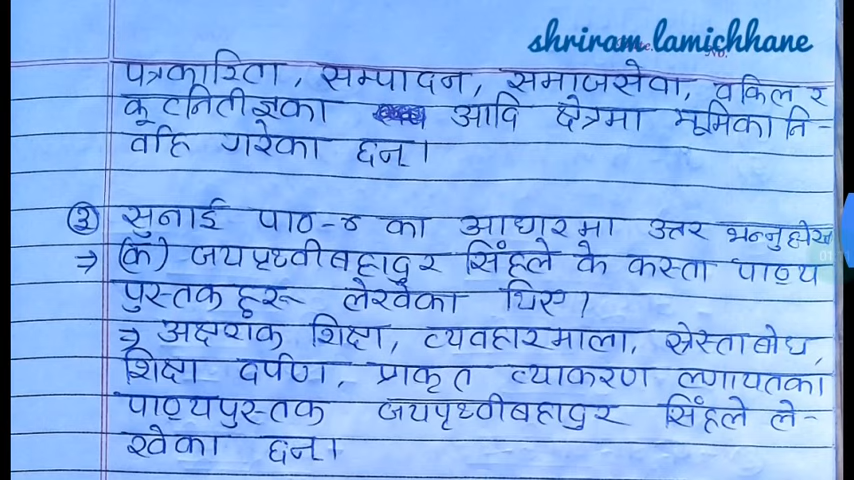 shriram.lamichhane
पत्रकारिता, सम्पादन, समाजसेवा, वकिल र
कूटनितीज्ञका आदि क्षेत्रमा भूमिका नि-
र्वाह गरेका छन्।
③ सुनाई पाठ-४ का आधारमा उत्तर भन्नुहोस्
⇒ (क) जयपृथ्वीबहादुर सिंहले के कस्ता पाठ्य
पुस्तकहरू लेखेका थिए।
⇒ अक्षराङ्क शिक्षा, व्यवहारमाला, स्रेस्ताबोध,
शिक्षा दर्पण, प्राकृत व्याकरण लगायतका
पाठ्यपुस्तक जयपृथ्वीबहादुर सिंहले ले-
खेका छन्।